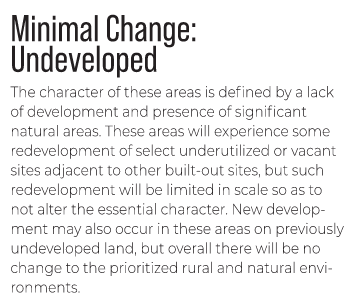 Minimal Change:
Undeveloped
The character of these areas is defined by a lack
of development and presence of significant
natural areas. These areas will experience some
redevelopment of select underutilized or vacant
sites adjacent to other built-out sites, but such
redevelopment will be limited in scale so as to
not alter the essential character. New develop-
ment may also occur in these areas on previously
undeveloped land, but overall there will be no
change to the prioritized rural and natural envi-
ronments.